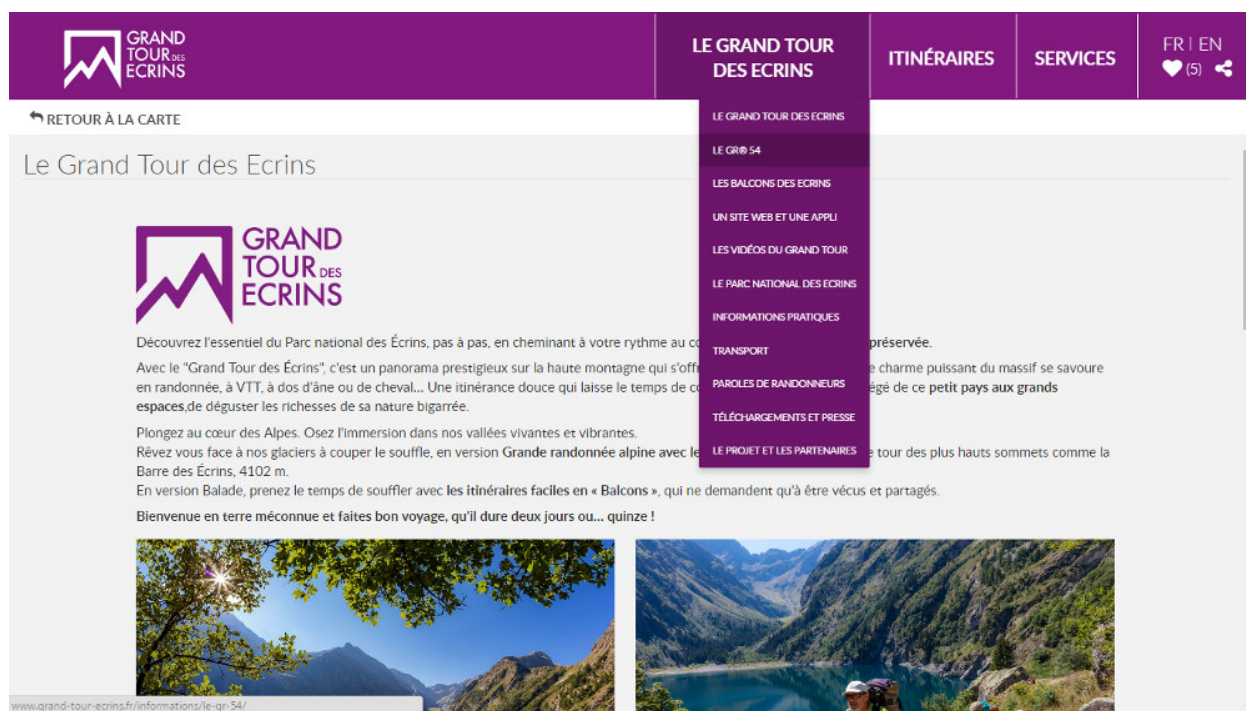 GRAND
TOUR DES
ECRINS
LE GRAND TOUR
DES ECRINS
ITINÉRAIRES
SERVICES
FR | EN
(5)
RETOUR À LA CARTE
LE GRAND TOUR DES ECRINS
LE GR® 54
LES BALCONS DES ECRINS
UN SITE WEB ET UNE APPLI
LES VIDÉOS DU GRAND TOUR
LE PARC NATIONAL DES ECRINS
INFORMATIONS PRATIQUES
TRANSPORT
PAROLES DE RANDONNEURS
TÉLÉCHARGEMENTS ET PRESSE
LE PROJET ET LES PARTENAIRES
Le Grand Tour des Ecrins
GRAND
TOUR DES
ECRINS
Découvrez l'essentiel du Parc national des Écrins, pas à pas, en cheminant à votre rythme au préservée.
Avec le "Grand Tour des Écrins", c'est un panorama prestigieux sur la haute montagne qui charme puissant du massif se savoure
en randonnée, à VTT, à dos d'âne ou de cheval... Une itinérance douce qui laisse le temps de de ce petit pays aux grands
espaces,de déguster les richesses de sa nature bigarrée.
Plongez au cœur des Alpes. Osez l'immersion dans nos vallées vivantes et vibrantes.
Rêvez vous face à nos glaciers à couper le souffle, en version Grande randonnée alpine avec tour des plus hauts sommets comme la
Barre des Écrins, 4102 m.
En version Balade, prenez le temps de souffler avec les itinéraires faciles en « Balcons », qui ne demandent qu'à être vécus et partagés.
Bienvenue en terre méconnue et faites bon voyage, qu'il dure deux jours ou... quinze !
www.grand-tour-ecrins.fr/informations/le-gr-54/